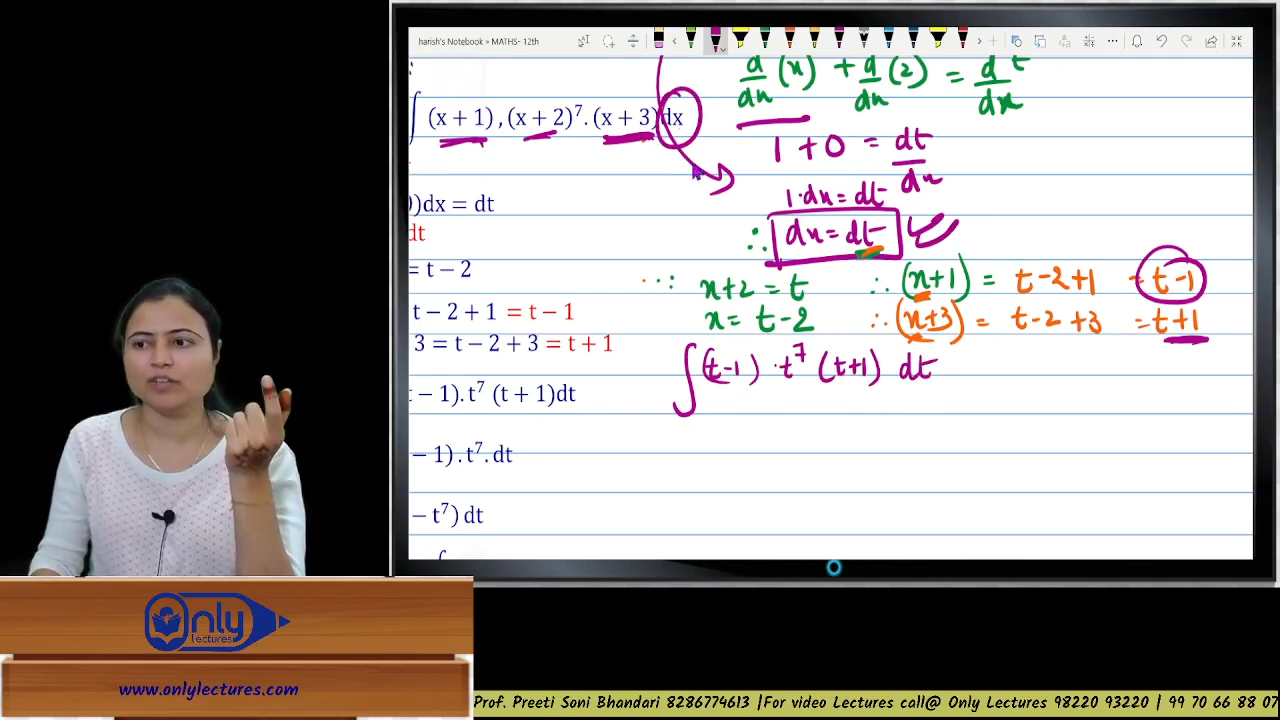 harish's Notebook » MATHS- 12th
d/dx (x) + d/dx (2) = d t/dx
∫ (x + 1) , (x + 2)⁷ . (x + 3)dx
1 + 0 = dt/dx
1·dx = dt
)dx = dt
∴ dx = dt
dt
= t − 2
∵ x+2 = t ∴ (x+1) = t-2+1 = t-1
x = t-2 ∴ (x+3) = t-2+3 = t+1
t − 2 + 1 = t − 1
3 = t − 2 + 3 = t + 1
∫ (t-1) · t⁷ (t+1) dt
t − 1). t⁷ (t + 1)dt
− 1) . t⁷. dt
− t⁷) dt
Only
lectures
www.onlylectures.com
Prof. Preeti Soni Bhandari 8286774613 |For video Lectures call@ Only Lectures 98220 93220 | 99 70 66 88 07